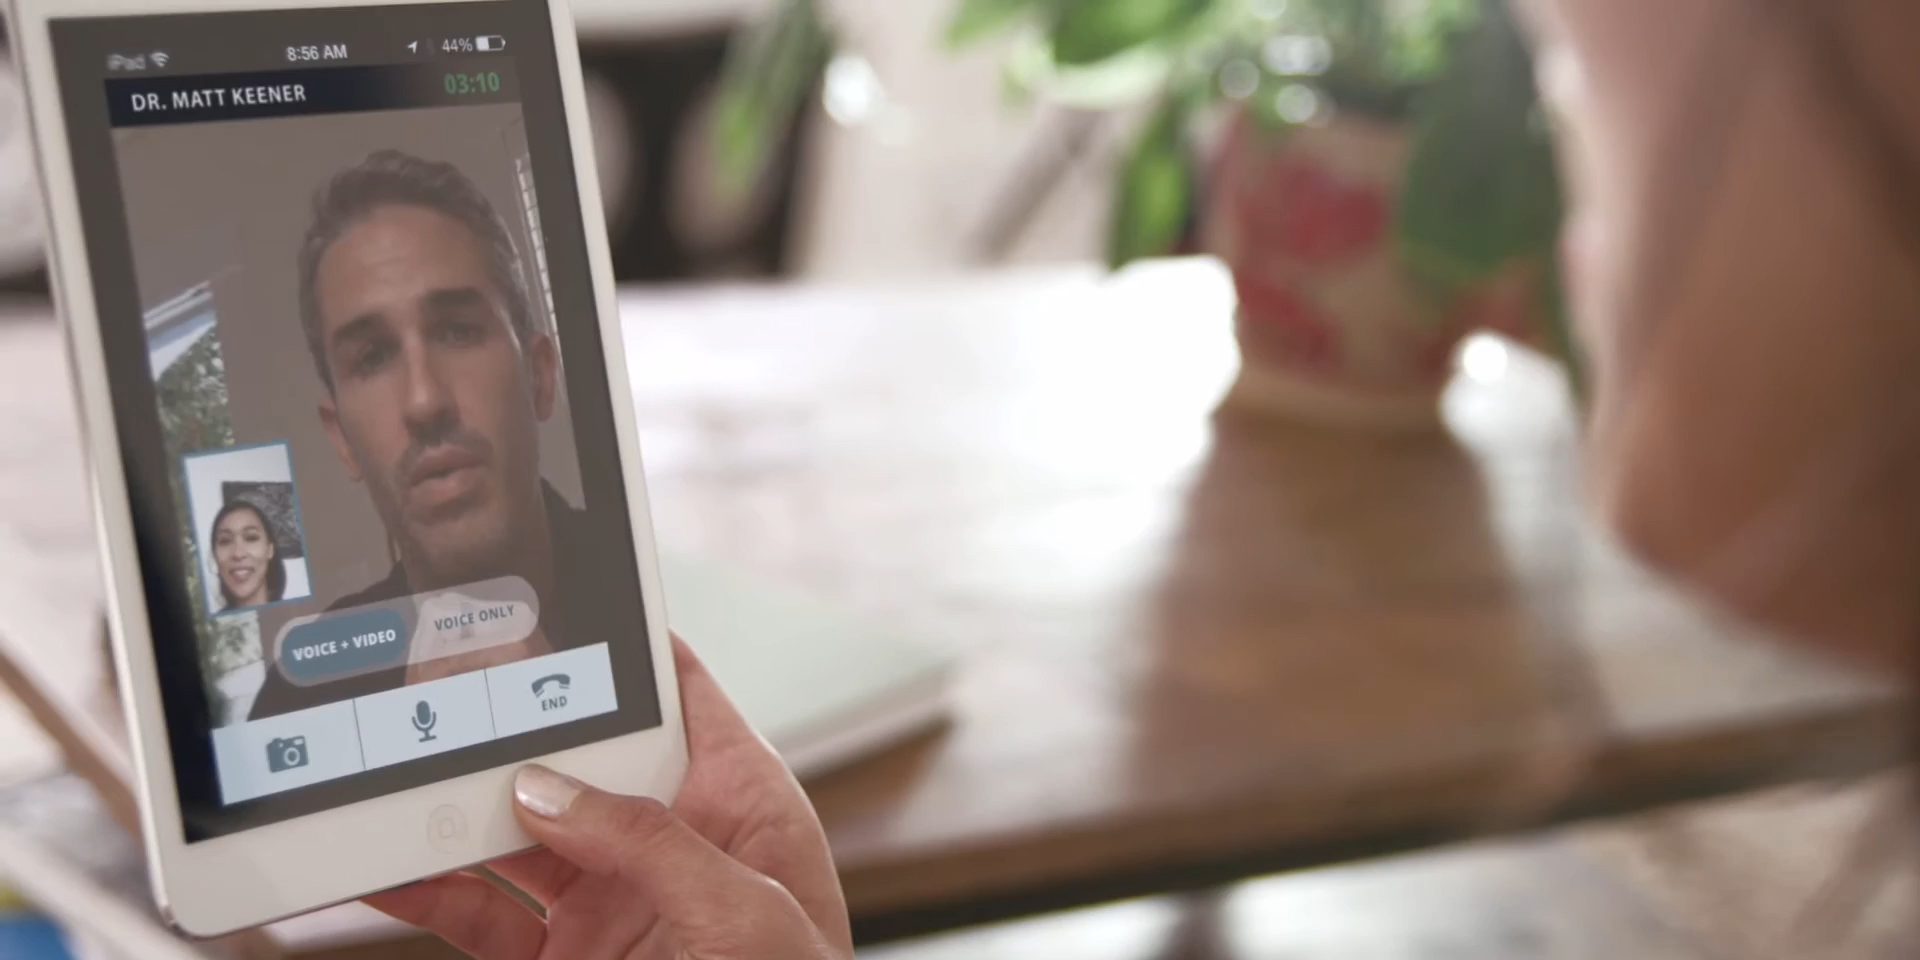 iPad 8:56 AM 44%
DR. MATT KEENER 03:10
VOICE + VIDEO VOICE ONLY
END